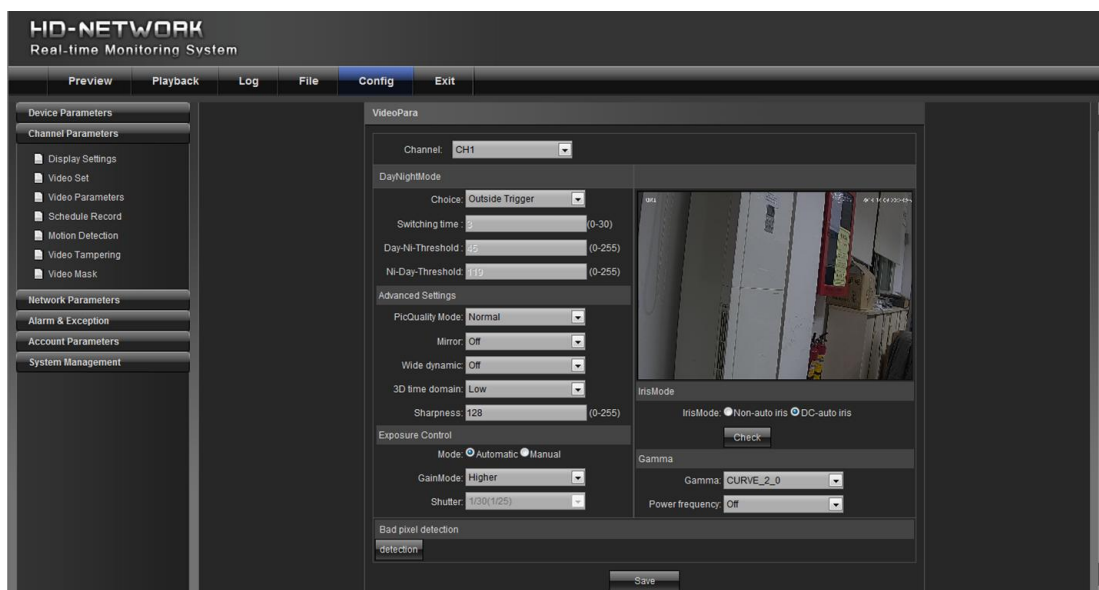 HD-NETWORK
Real-time Monitoring System
Preview Playback Log File Config Exit
Device Parameters
Channel Parameters
Display Settings
Video Set
Video Parameters
Schedule Record
Motion Detection
Video Tampering
Video Mask
Network Parameters
Alarm & Exception
Account Parameters
System Management
VideoPara
Channel: CH1
DayNightMode
Choice: Outside Trigger
Switching time : 3 (0-30)
Day-Ni-Threshold : 45 (0-255)
Ni-Day-Threshold: 119 (0-255)
Advanced Settings
PicQuality Mode: Normal
Mirror: Off
Wide dynamic: Off
3D time domain: Low
Sharpness: 128 (0-255)
Exposure Control
Mode: Automatic Manual
GainMode: Higher
Shutter: 1/30(1/25)
IrisMode
IrisMode: Non-auto iris DC-auto iris
Check
Gamma
Gamma: CURVE_2_0
Power frequency: Off
Bad pixel detection
detection
Save